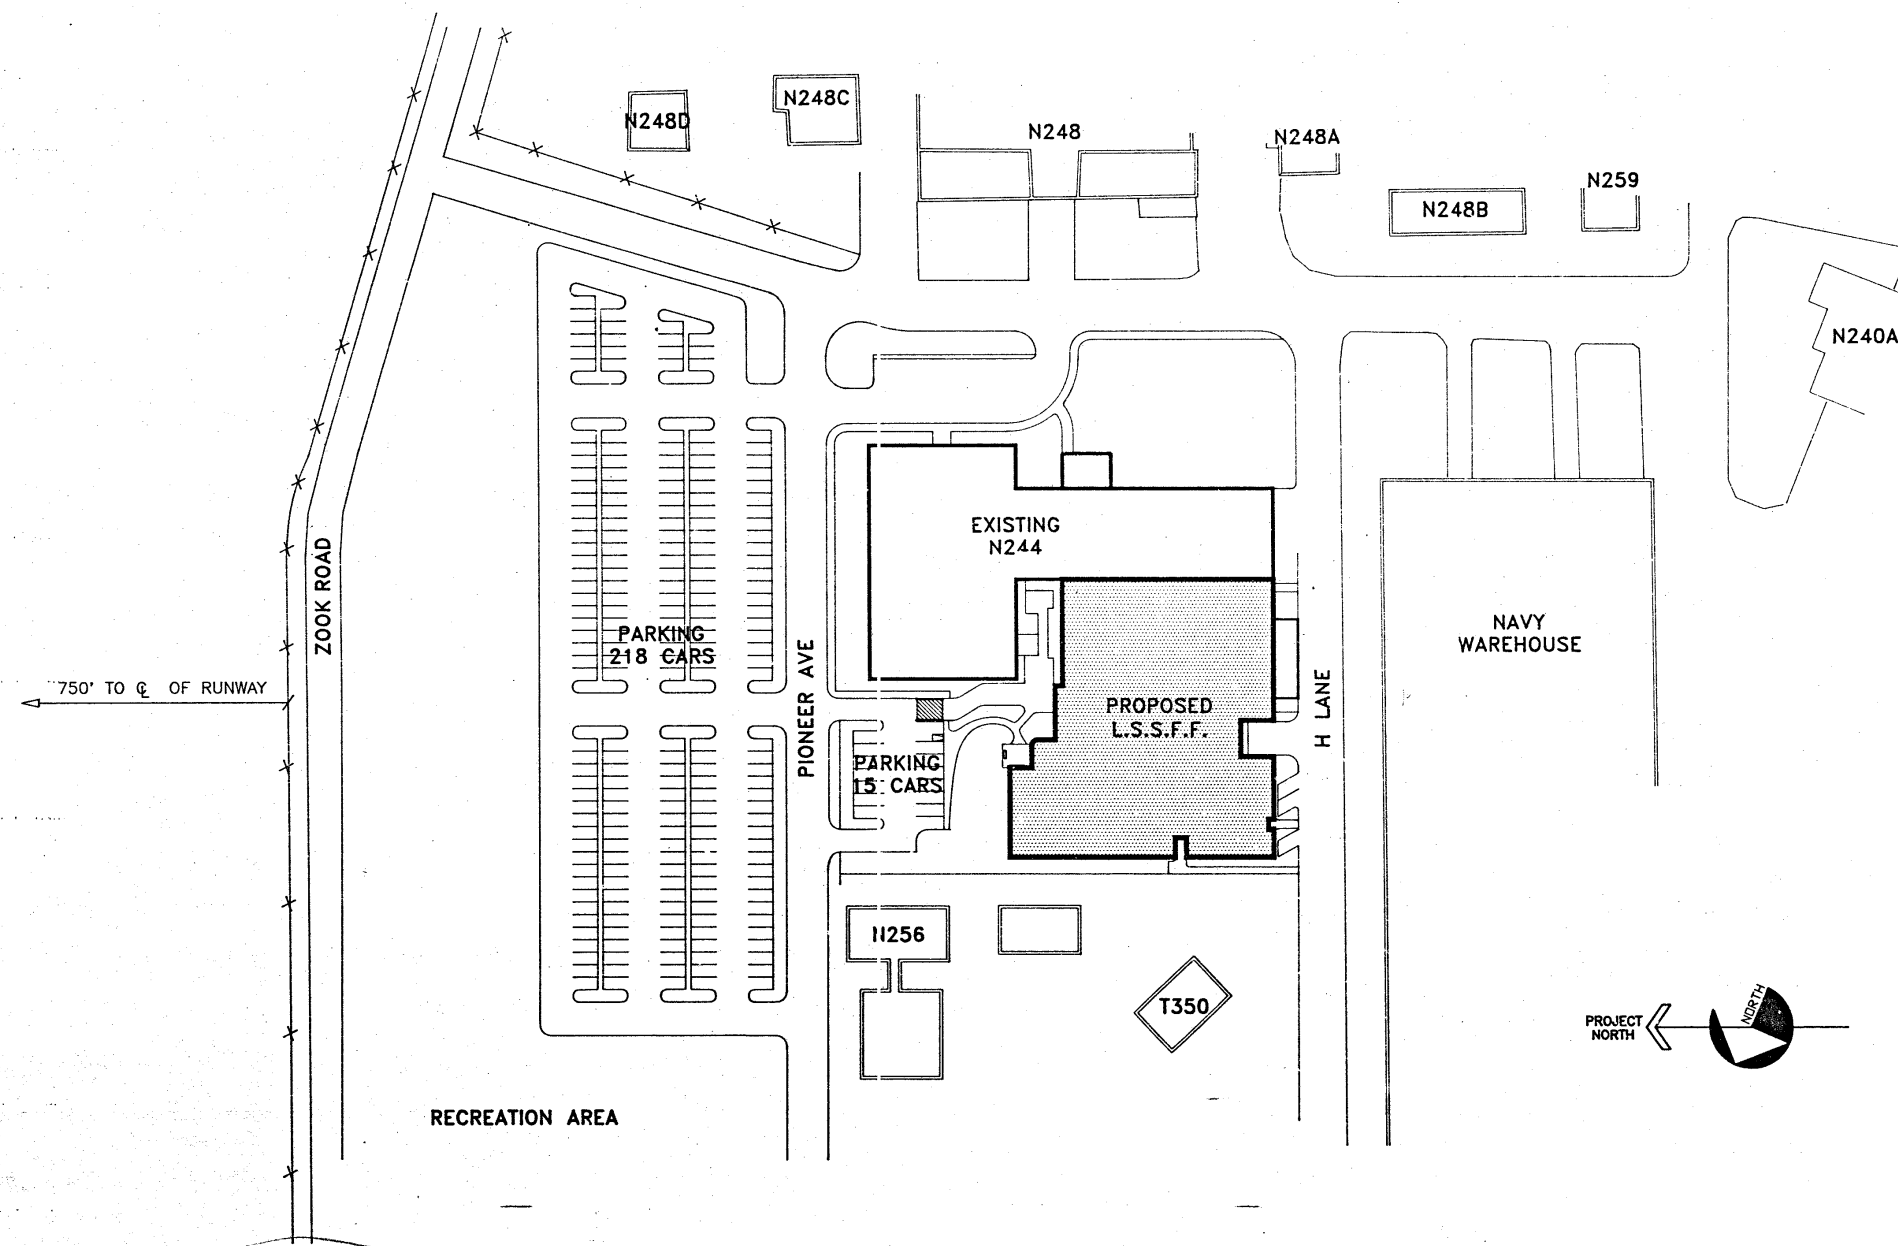 N248D
N248C
N248
N248A
N248B
N259
N240A
EXISTING
N244
ZOOK ROAD
PARKING
218 CARS
PIONEER AVE
NAVY
WAREHOUSE
750' TO ℄ OF RUNWAY
PROPOSED
L.S.S.F.F.
H LANE
PARKING
15 CARS
N256
T350
PROJECT
NORTH
NORTH
RECREATION AREA